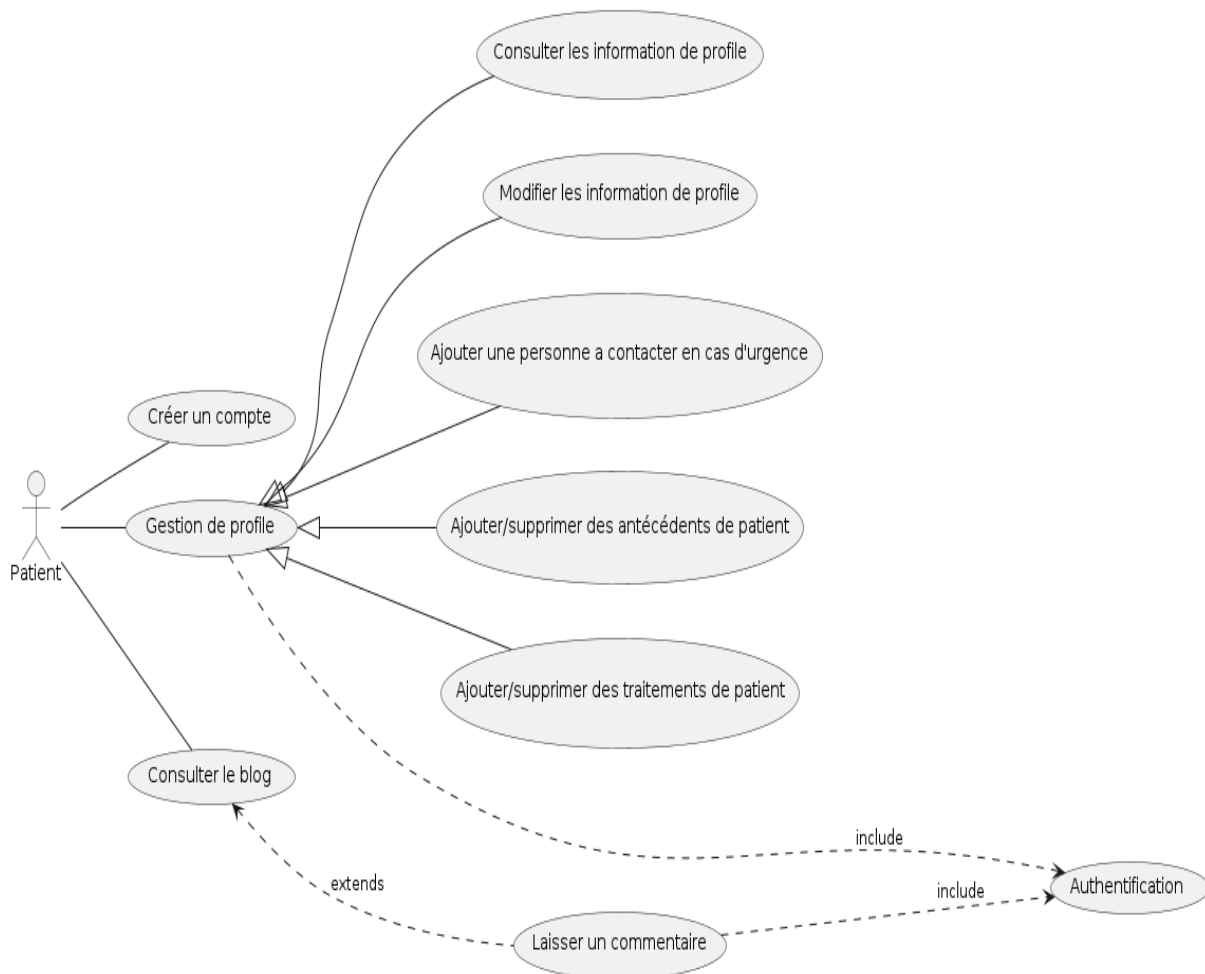 Consulter les information de profile
Modifier les information de profile
Ajouter une personne a contacter en cas d'urgence
Créer un compte
Gestion de profile
Ajouter/supprimer des antécédents de patient
Patient
Ajouter/supprimer des traitements de patient
Consulter le blog
include
extends
include
Authentification
Laisser un commentaire